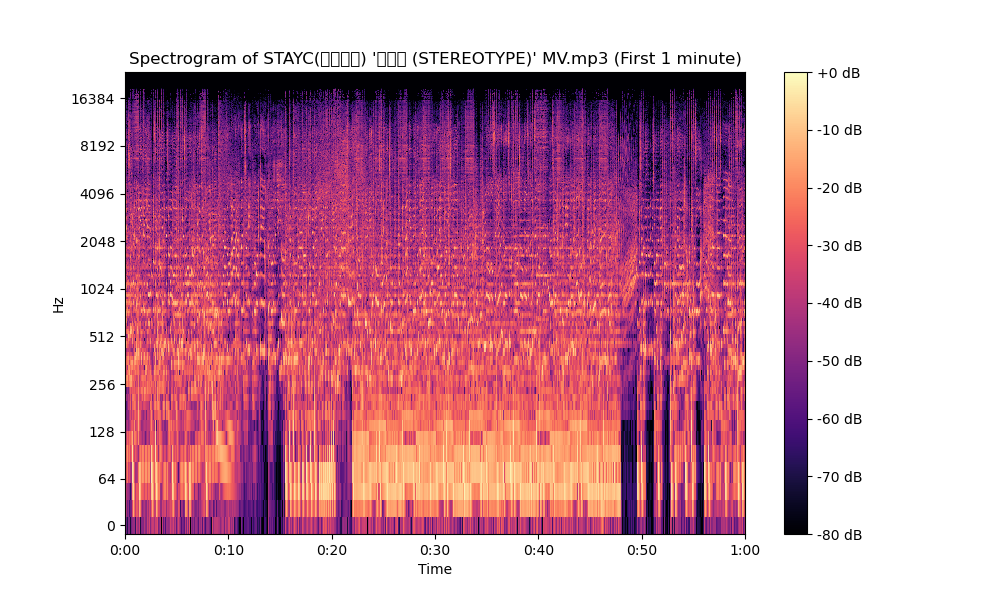 Spectrogram of STAYC(▯▯▯▯) '▯▯▯ (STEREOTYPE)' MV.mp3 (First 1 minute)
16384
8192
4096
2048
1024
512
256
128
64
0
Hz
0:00 0:10 0:20 0:30 0:40 0:50 1:00
Time
+0 dB
-10 dB
-20 dB
-30 dB
-40 dB
-50 dB
-60 dB
-70 dB
-80 dB